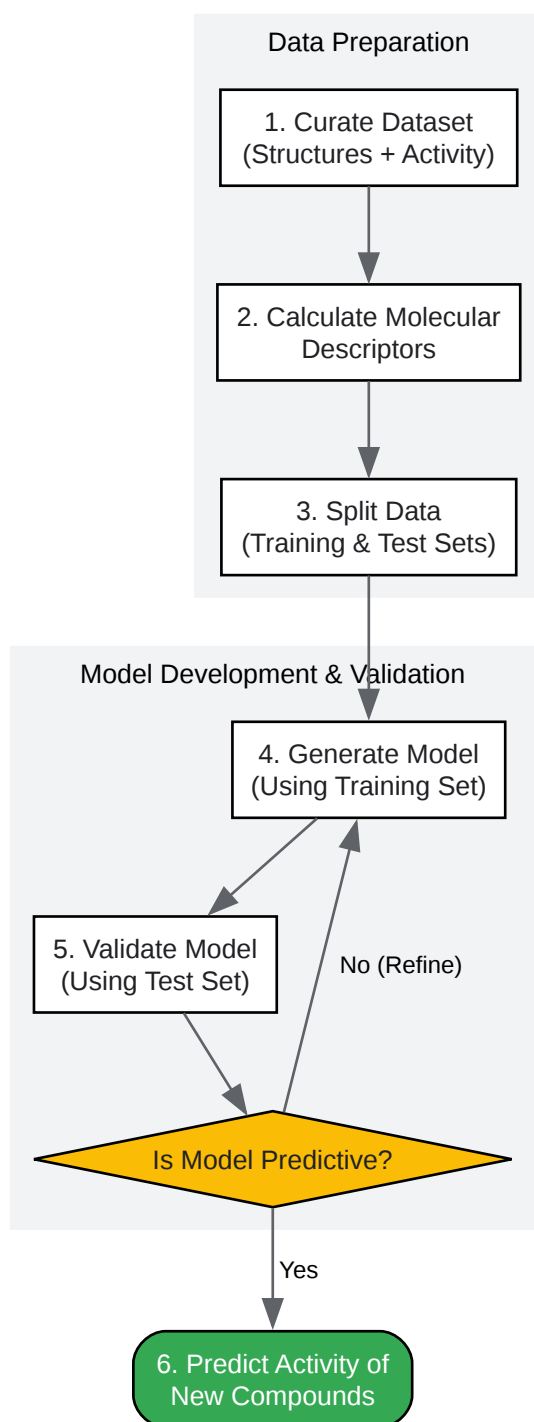 Data Preparation
1. Curate Dataset
(Structures + Activity)
2. Calculate Molecular
Descriptors
3. Split Data
(Training & Test Sets)
Model Development & Validation
4. Generate Model
(Using Training Set)
5. Validate Model
(Using Test Set)
No (Refine)
Is Model Predictive?
Yes
6. Predict Activity of
New Compounds